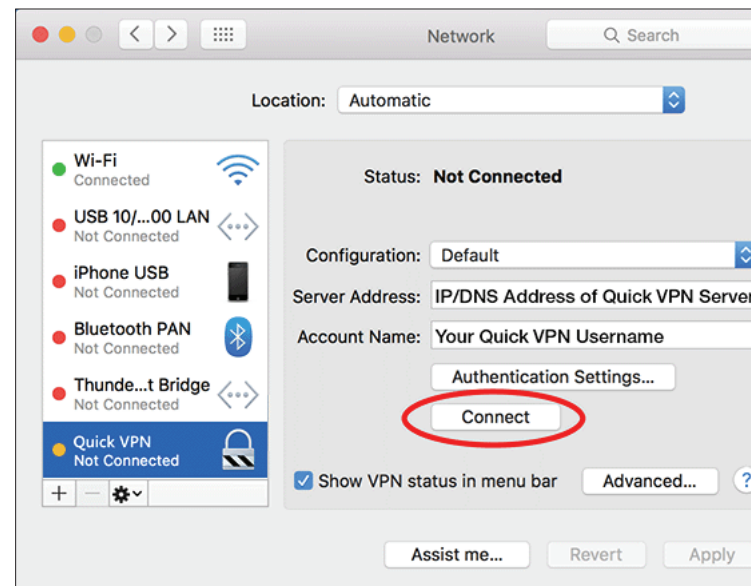 Network
Search
Location: Automatic
Wi-Fi
Connected
USB 10/...00 LAN
Not Connected
iPhone USB
Not Connected
Bluetooth PAN
Not Connected
Thunde...t Bridge
Not Connected
Quick VPN
Not Connected
Status: Not Connected
Configuration: Default
Server Address: IP/DNS Address of Quick VPN Server
Account Name: Your Quick VPN Username
Authentication Settings...
Connect
Show VPN status in menu bar
Advanced...
?
Assist me...
Revert
Apply